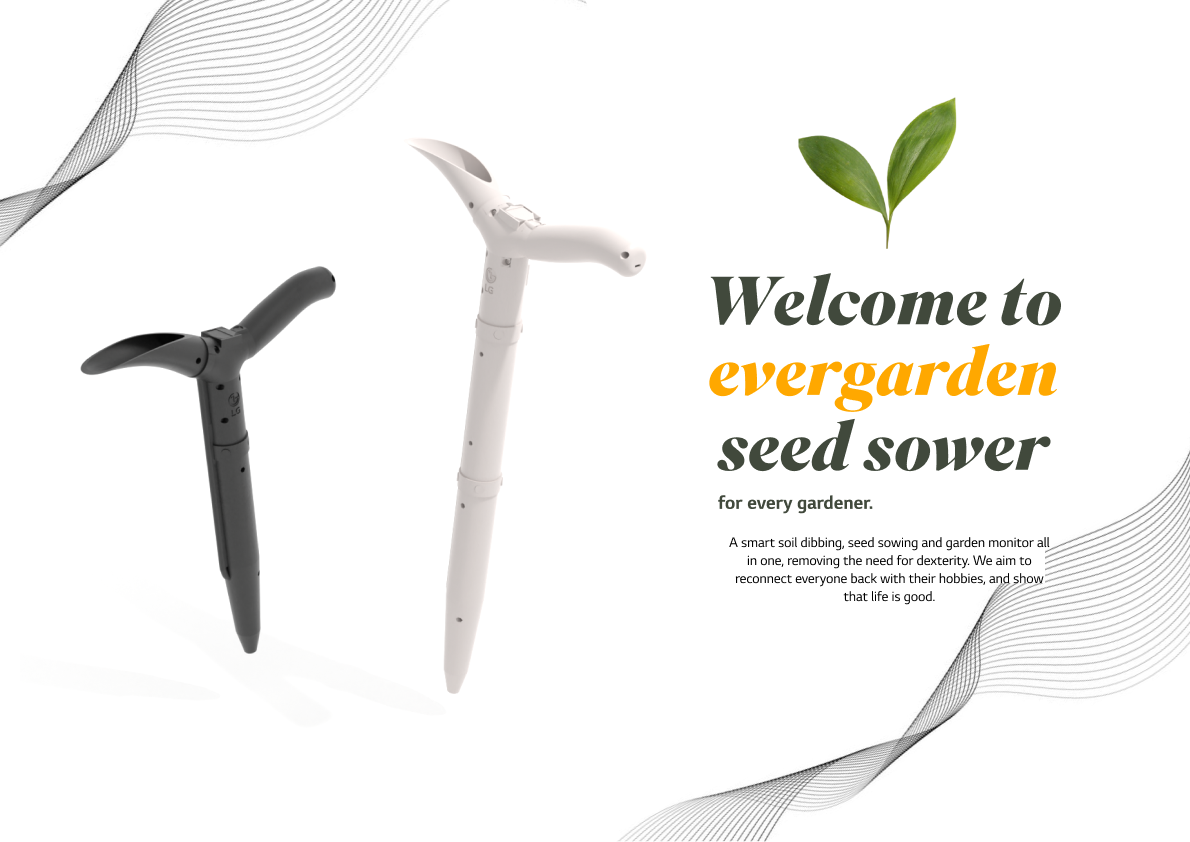 LG
LG
Welcome to
evergarden
seed sower
for every gardener.
A smart soil dibbing, seed sowing and garden monitor all
in one, removing the need for dexterity. We aim to
reconnect everyone back with their hobbies, and show
that life is good.